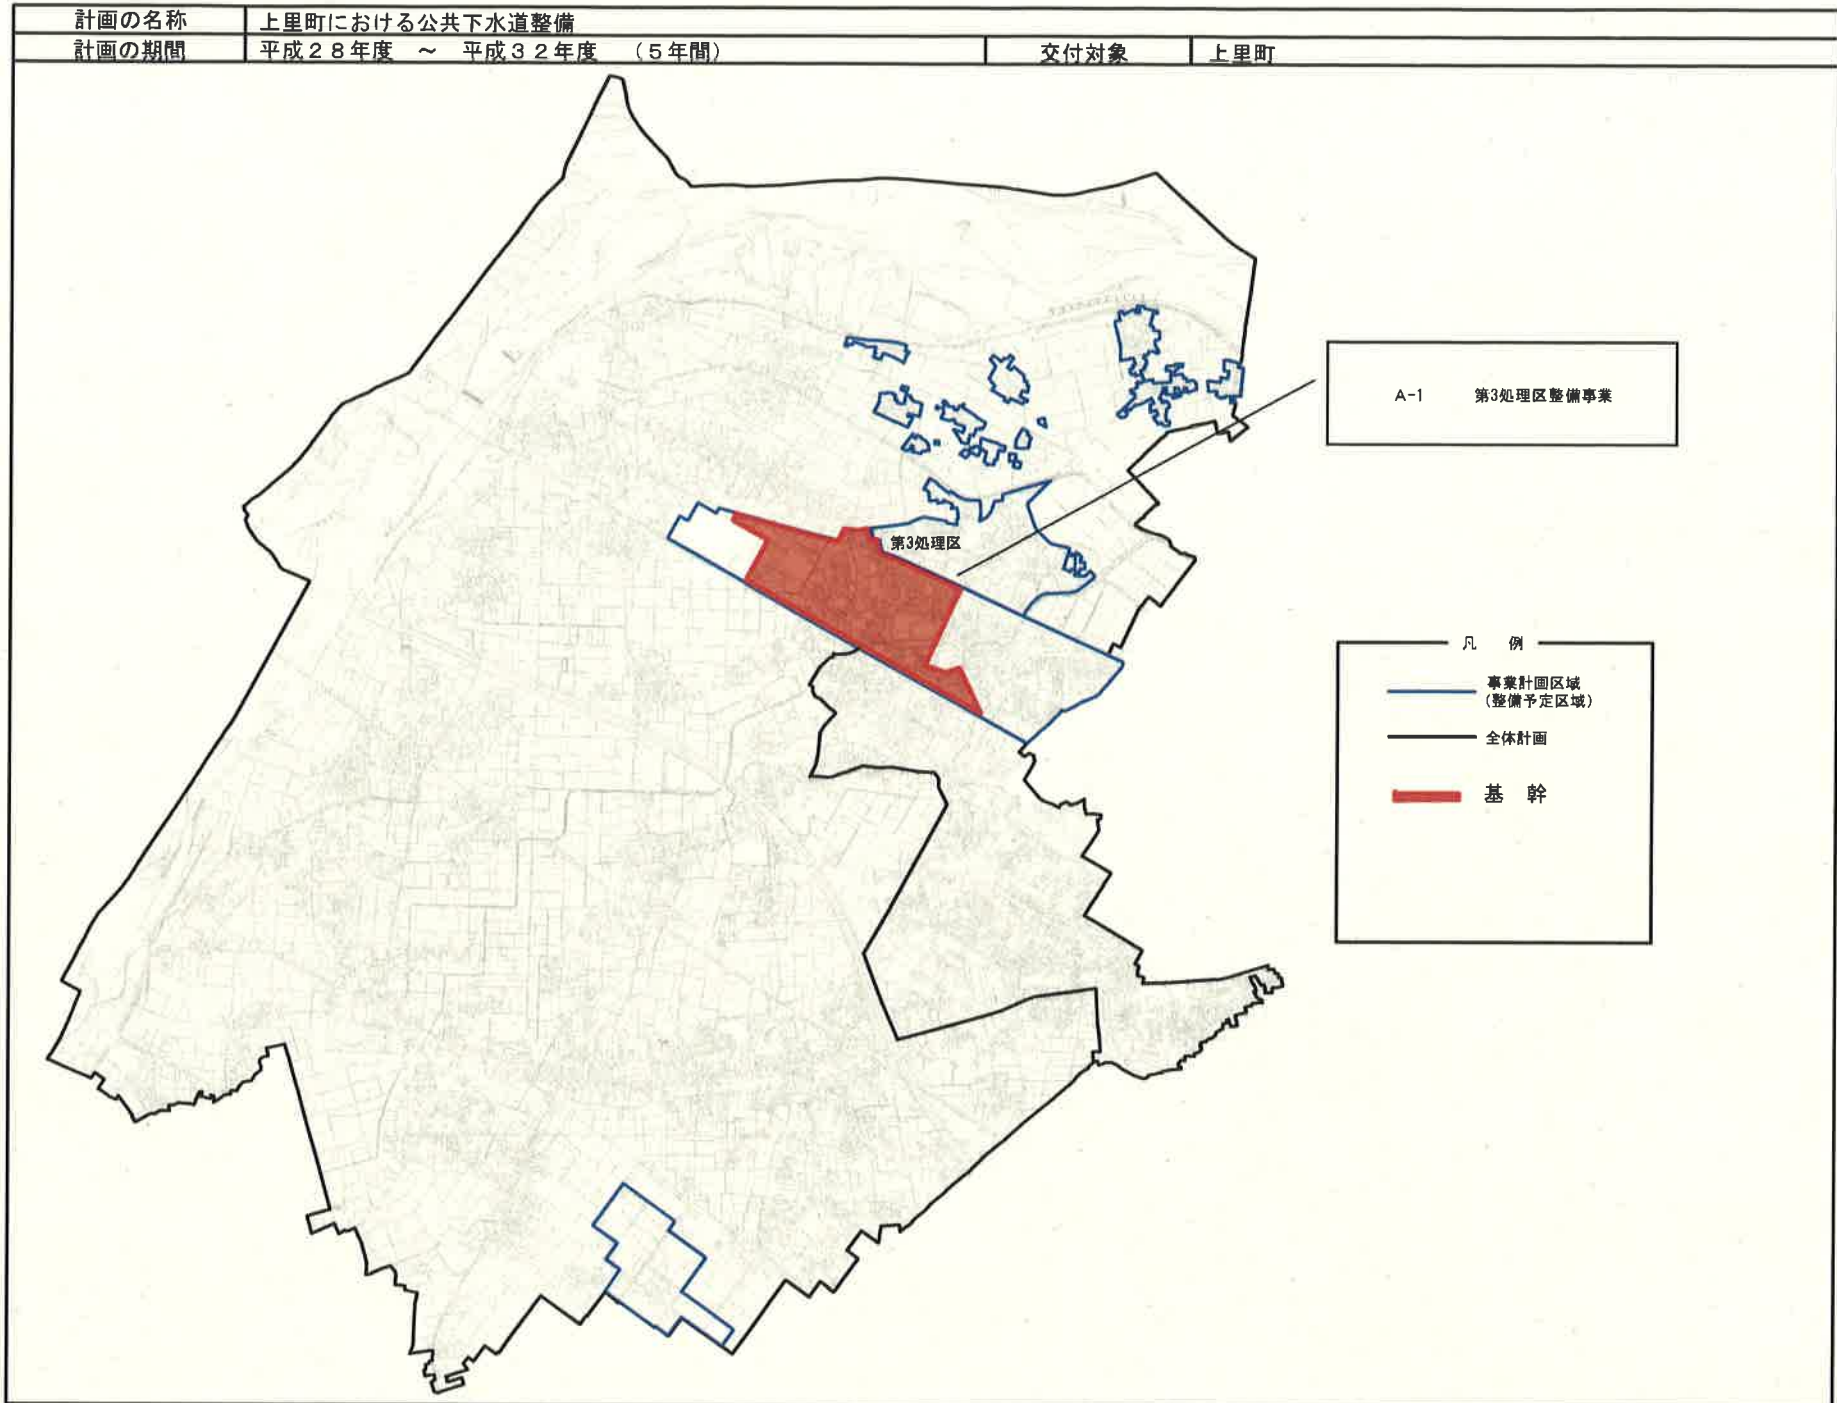 計画の名称 上里町における公共下水道整備
計画の期間 平成２８年度 ～ 平成３２年度 （５年間） 交付対象 上里町
A-1 第3処理区整備事業
第3処理区
凡 例
事業計画区域
(整備予定区域)
全体計画
基 幹